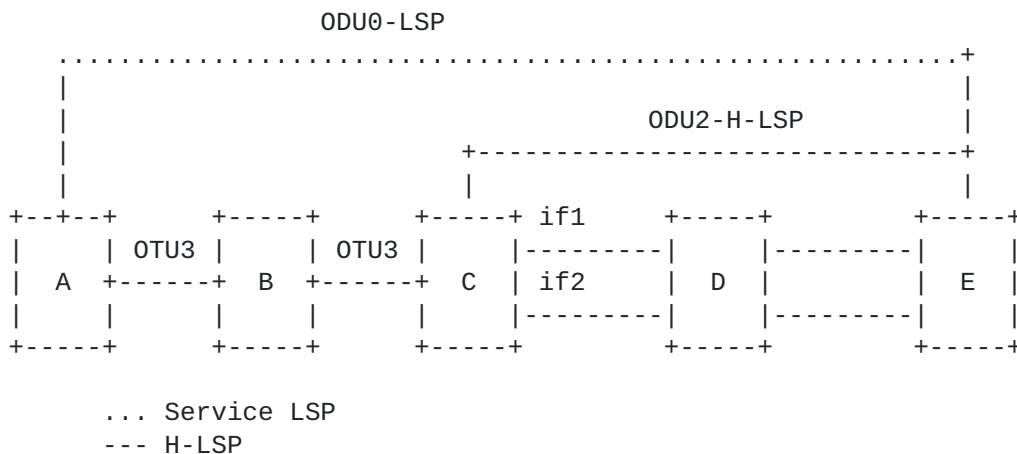 ODU0-LSP
ODU2-H-LSP
if1
OTU3 OTU3
A B C if2 D E
... Service LSP
--- H-LSP